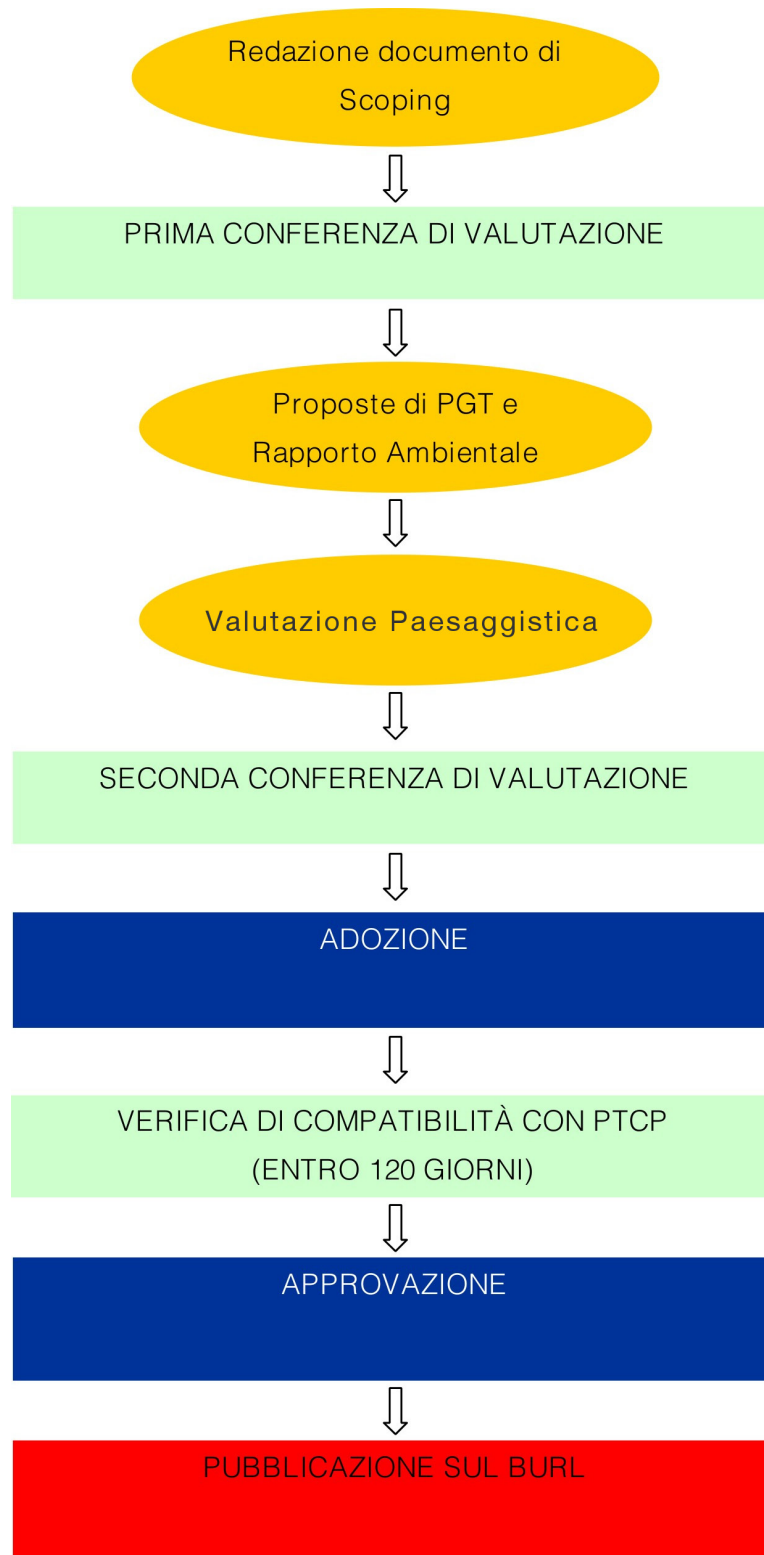 Redazione documento di
Scoping
PRIMA CONFERENZA DI VALUTAZIONE
Proposte di PGT e
Rapporto Ambientale
Valutazione Paesaggistica
SECONDA CONFERENZA DI VALUTAZIONE
ADOZIONE
VERIFICA DI COMPATIBILITÀ CON PTCP
(ENTRO 120 GIORNI)
APPROVAZIONE
PUBBLICAZIONE SUL BURL